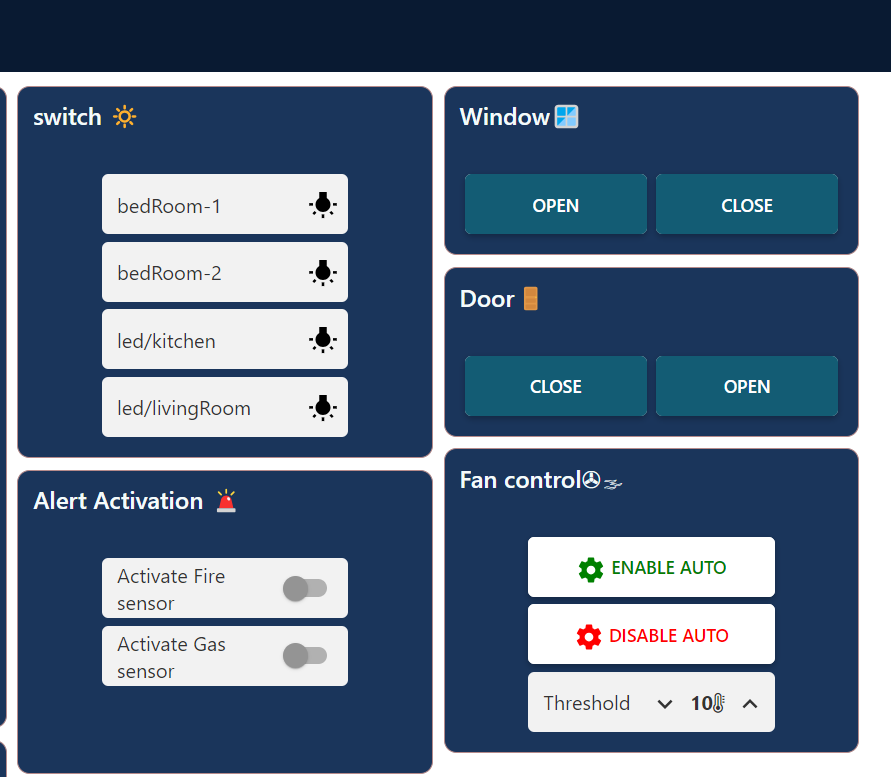 switch
bedRoom-1
bedRoom-2
led/kitchen
led/livingRoom
Alert Activation
Activate Fire
sensor
Activate Gas
sensor
Window
OPEN CLOSE
Door
CLOSE OPEN
Fan control
ENABLE AUTO
DISABLE AUTO
Threshold 10